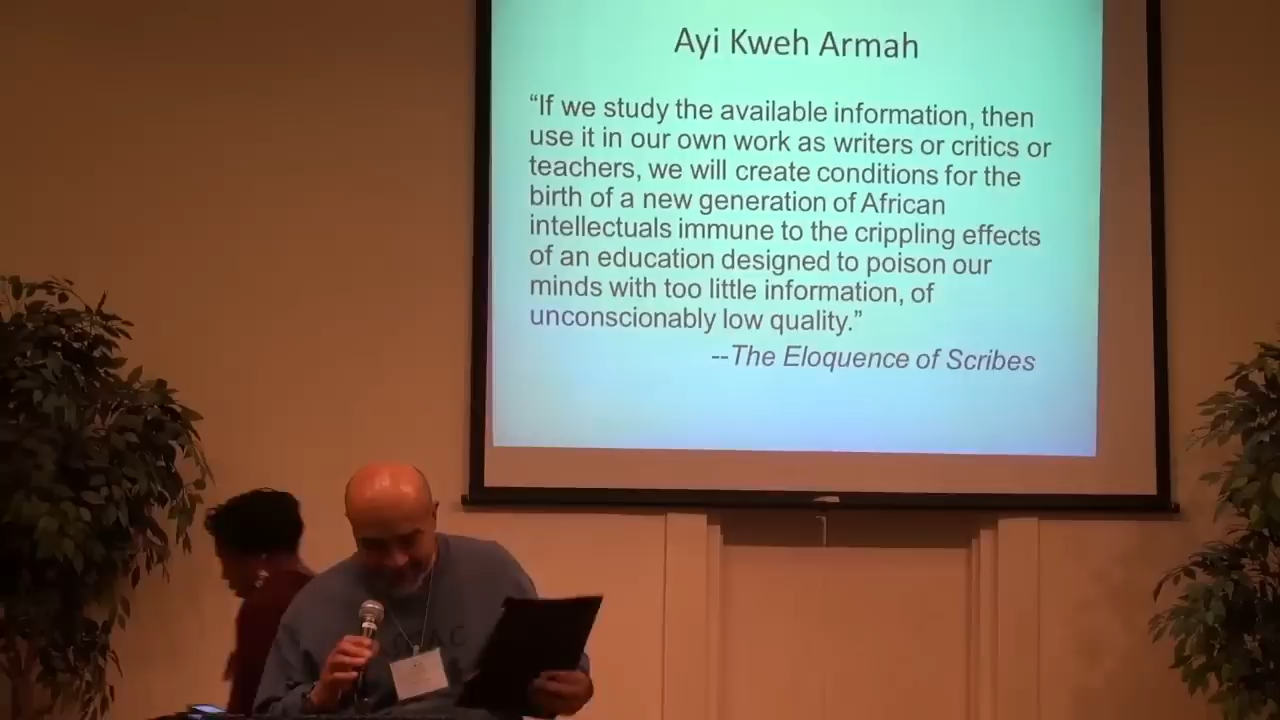 Ayi Kweh Armah
“If we study the available information, then
use it in our own work as writers or critics or
teachers, we will create conditions for the
birth of a new generation of African
intellectuals immune to the crippling effects
of an education designed to poison our
minds with too little information, of
unconscionably low quality.”
--The Eloquence of Scribes